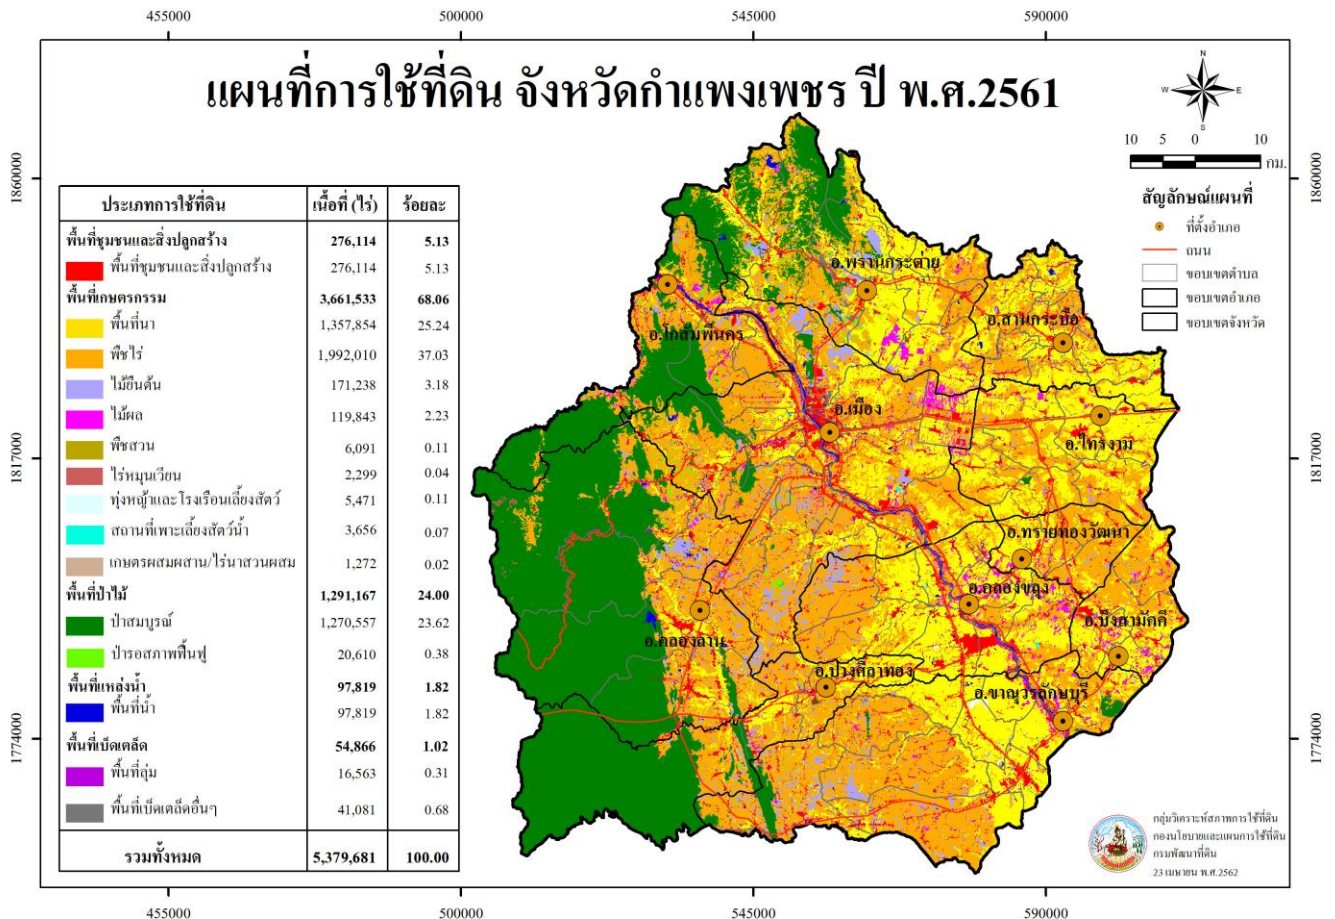 455000 500000 545000 590000
แผนที่การใช้ที่ดิน จังหวัดกำแพงเพชร ปี พ.ศ.2561
N
W E
S
10 5 0 10
กม.
1860000 1860000
1817000 1817000
1774000 1774000
ประเภทการใช้ที่ดิน เนื้อที่ (ไร่) ร้อยละ
พื้นที่ชุมชนและสิ่งปลูกสร้าง 276,114 5.13
พื้นที่ชุมชนและสิ่งปลูกสร้าง 276,114 5.13
พื้นที่เกษตรกรรม 3,661,533 68.06
พื้นที่นา 1,357,854 25.24
พืชไร่ 1,992,010 37.03
ไม้ยืนต้น 171,238 3.18
ไม้ผล 119,843 2.23
พืชสวน 6,091 0.11
ไร่หมุนเวียน 2,299 0.04
ทุ่งหญ้าและโรงเรือนเลี้ยงสัตว์ 5,471 0.11
สถานที่เพาะเลี้ยงสัตว์น้ำ 3,656 0.07
เกษตรผสมผสาน/ไร่นาสวนผสม 1,272 0.02
พื้นที่ป่าไม้ 1,291,167 24.00
ป่าสมบูรณ์ 1,270,557 23.62
ป่ารอสภาพฟื้นฟู 20,610 0.38
พื้นที่แหล่งน้ำ 97,819 1.82
พื้นที่น้ำ 97,819 1.82
พื้นที่เบ็ดเตล็ด 54,866 1.02
พื้นที่ลุ่ม 16,563 0.31
พื้นที่เบ็ดเตล็ดอื่นๆ 41,081 0.68
รวมทั้งหมด 5,379,681 100.00
สัญลักษณ์แผนที่
ที่ตั้งอำเภอ
ถนน
ขอบเขตตำบล
ขอบเขตอำเภอ
ขอบเขตจังหวัด
อ.พรานกระต่าย
อ.ลานกระบือ
อ.โกสัมพีนคร
อ.เมือง
อ.ไทรงาม
อ.ทรายทองวัฒนา
อ.คลองขลุง
อ.บึงสามัคคี
อ.คลองลาน
อ.ปางศิลาทอง
อ.ขาณุวรลักษบุรี
กลุ่มวิเคราะห์สภาพการใช้ที่ดิน
กองนโยบายและแผนการใช้ที่ดิน
กรมพัฒนาที่ดิน
23 เมษายน พ.ศ.2562
455000 500000 545000 590000